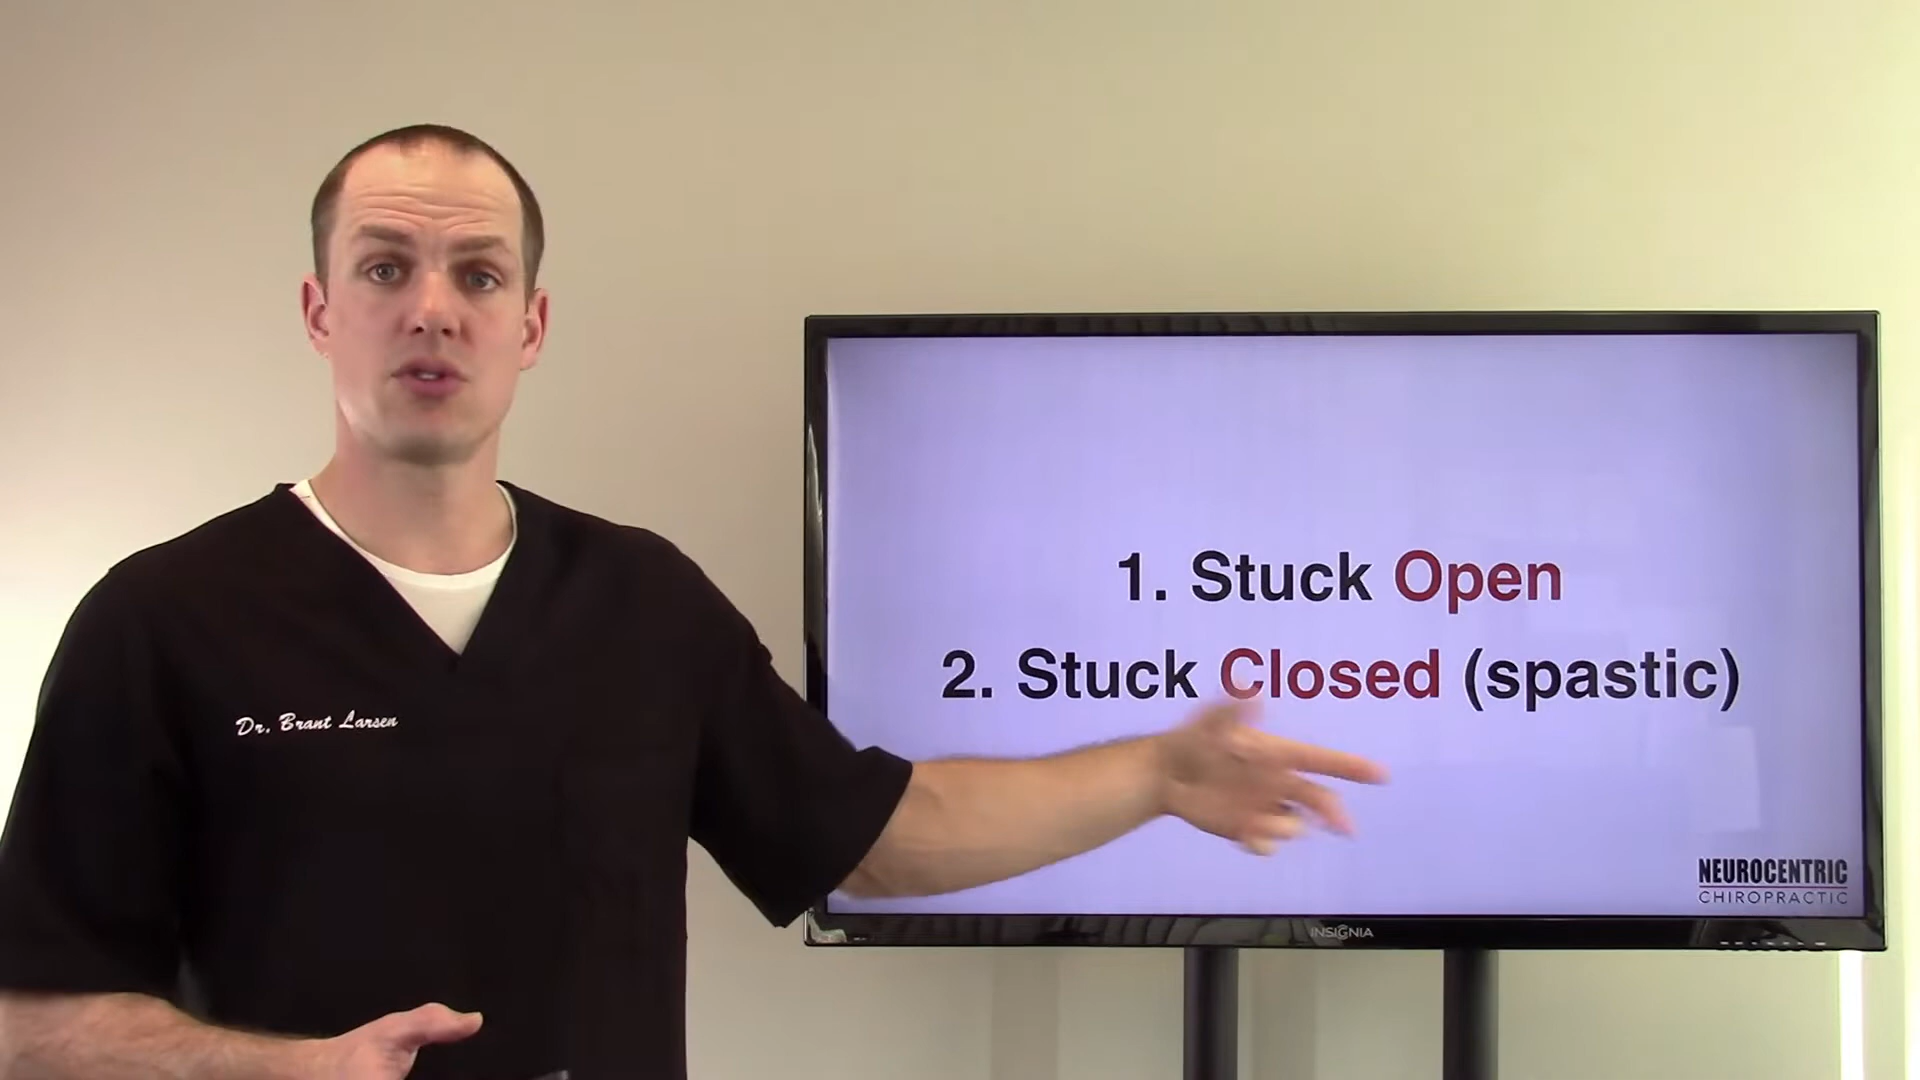 1. Stuck Open
2. Stuck Closed (spastic)
Dr. Brant Larsen
NEUROCENTRIC
CHIROPRACTIC
INSIGNIA